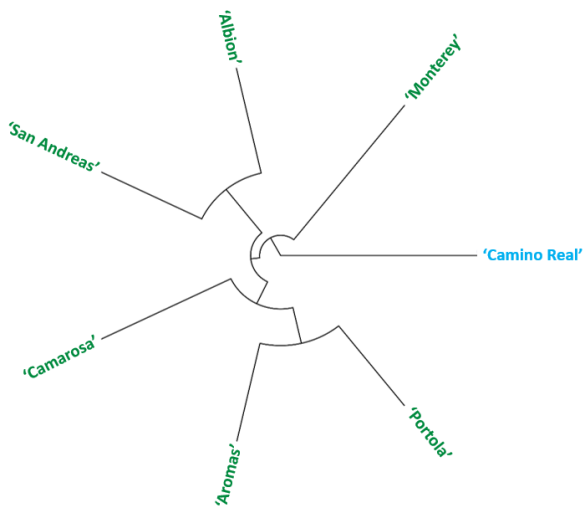 ‘Albion’
‘Monterey’
‘San Andreas’
‘Camino Real’
‘Camarosa’
‘Portola’
‘Aromas’